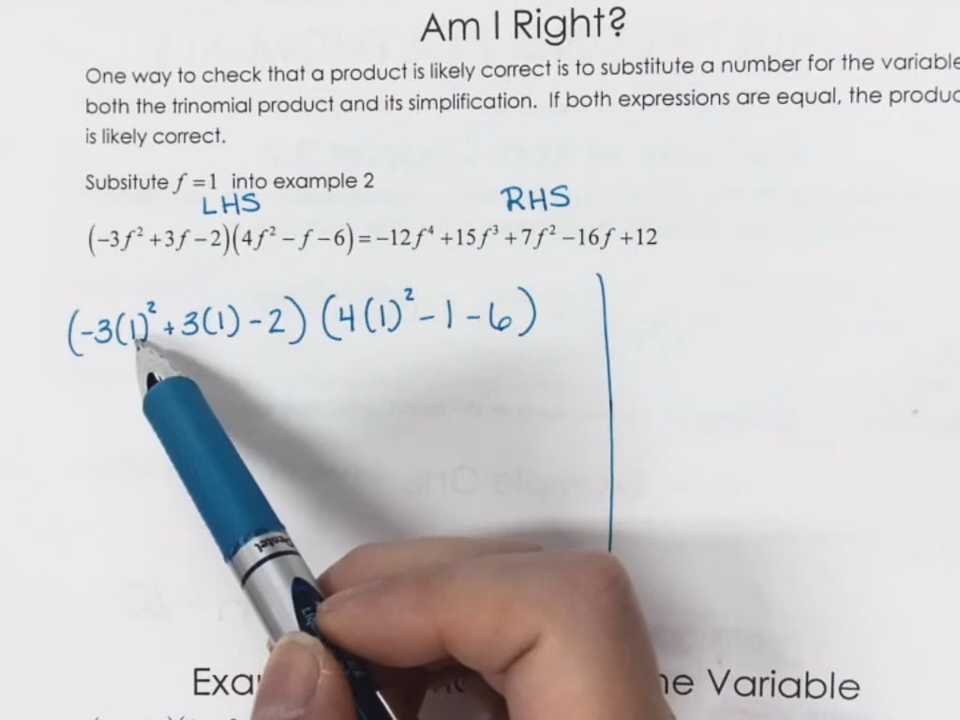 Am I Right?
One way to check that a product is likely correct is to substitute a number for the variable
both the trinomial product and its simplification. If both expressions are equal, the produc
is likely correct.
Subsitute f = 1 into example 2
LHS RHS
(−3f² + 3f − 2)(4f² − f − 6) = −12f⁴ + 15f³ + 7f² − 16f + 12
(−3(1)² + 3(1) − 2) (4(1)² − 1 − 6)
Pentel
Exa he Variable